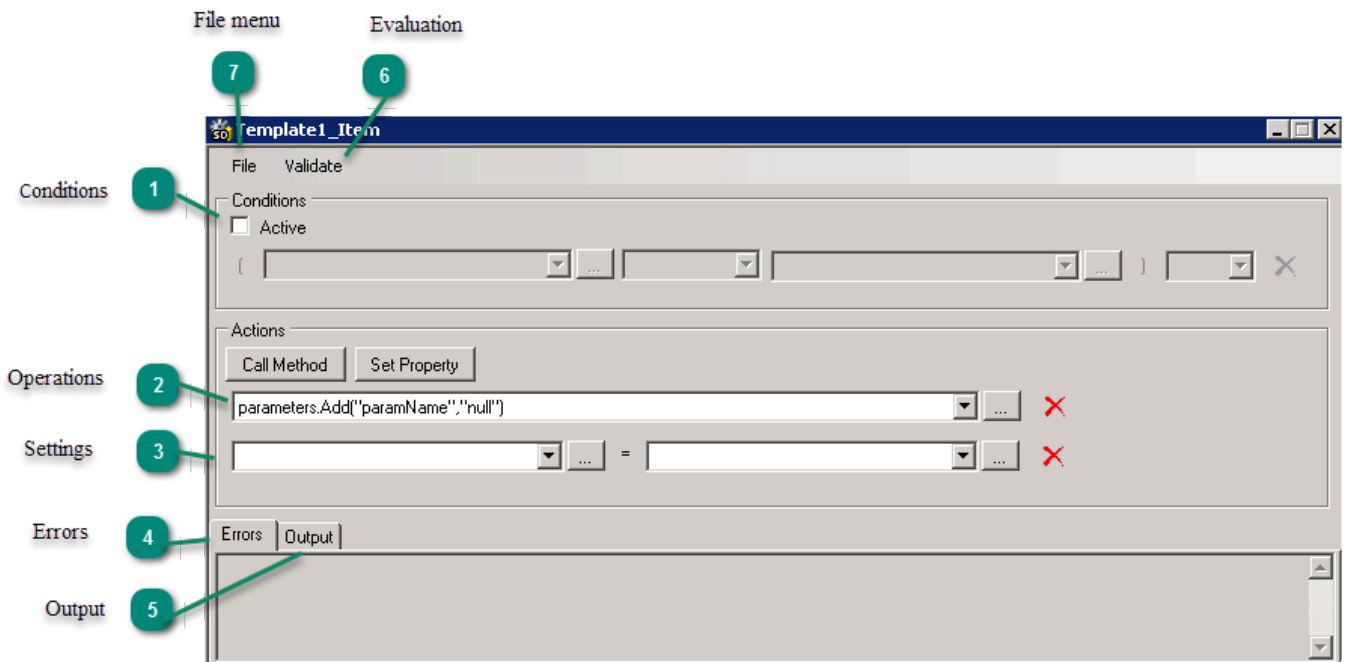 File menu
Evaluation
7
6
Template1_Item
File Validate
Conditions
1
Conditions
Active
( ... ... )
Actions
Call Method Set Property
Operations
2
parameters.Add("paramName","null") ...
Settings
3
... = ...
Errors
4
Errors Output
Output
5